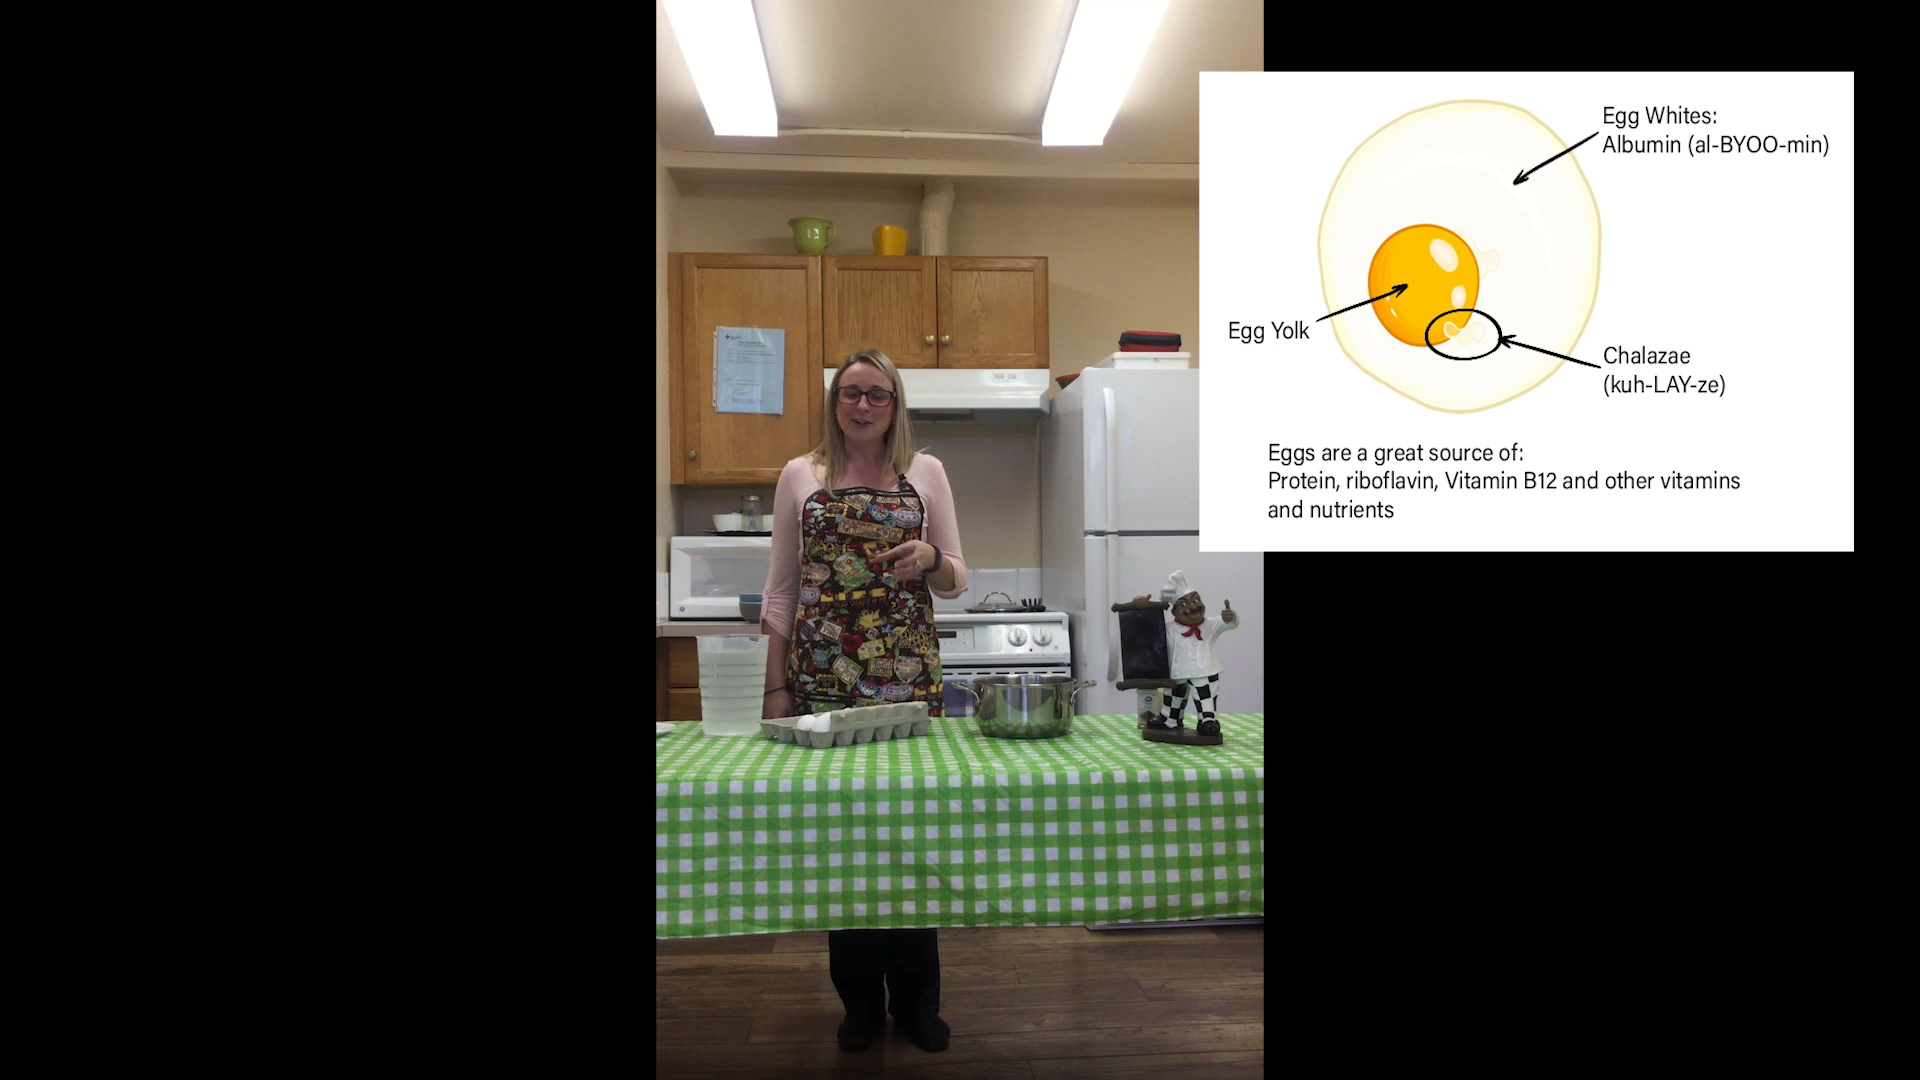 Egg Whites:
Albumin (al-BYOO-min)
Egg Yolk
Chalazae
(kuh-LAY-ze)
Eggs are a great source of:
Protein, riboflavin, Vitamin B12 and other vitamins
and nutrients